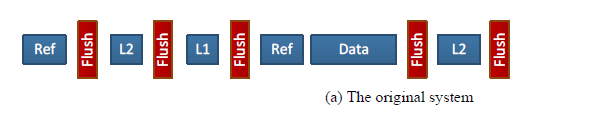 Ref Flush L2 Flush L1 Flush Ref Data Flush L2 Flush
(a) The original system